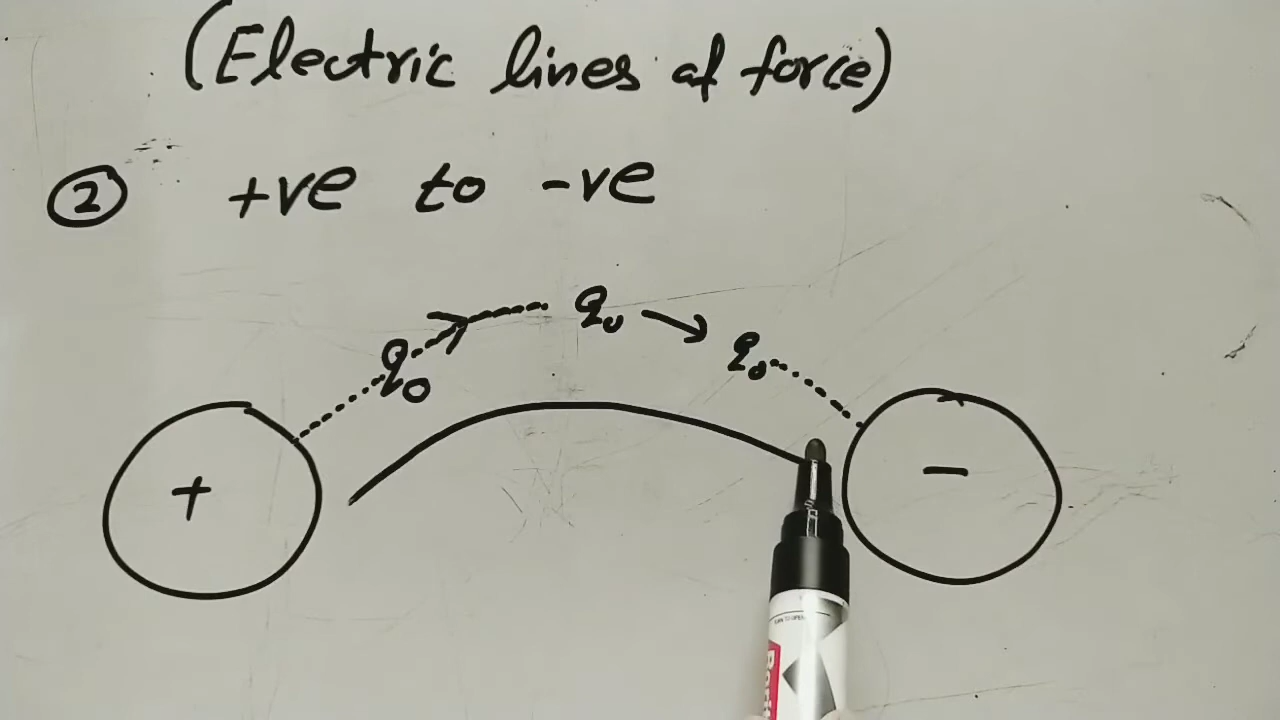 (Electric lines of force)
② +ve to -ve
q₀ q₀ q₀
+ -